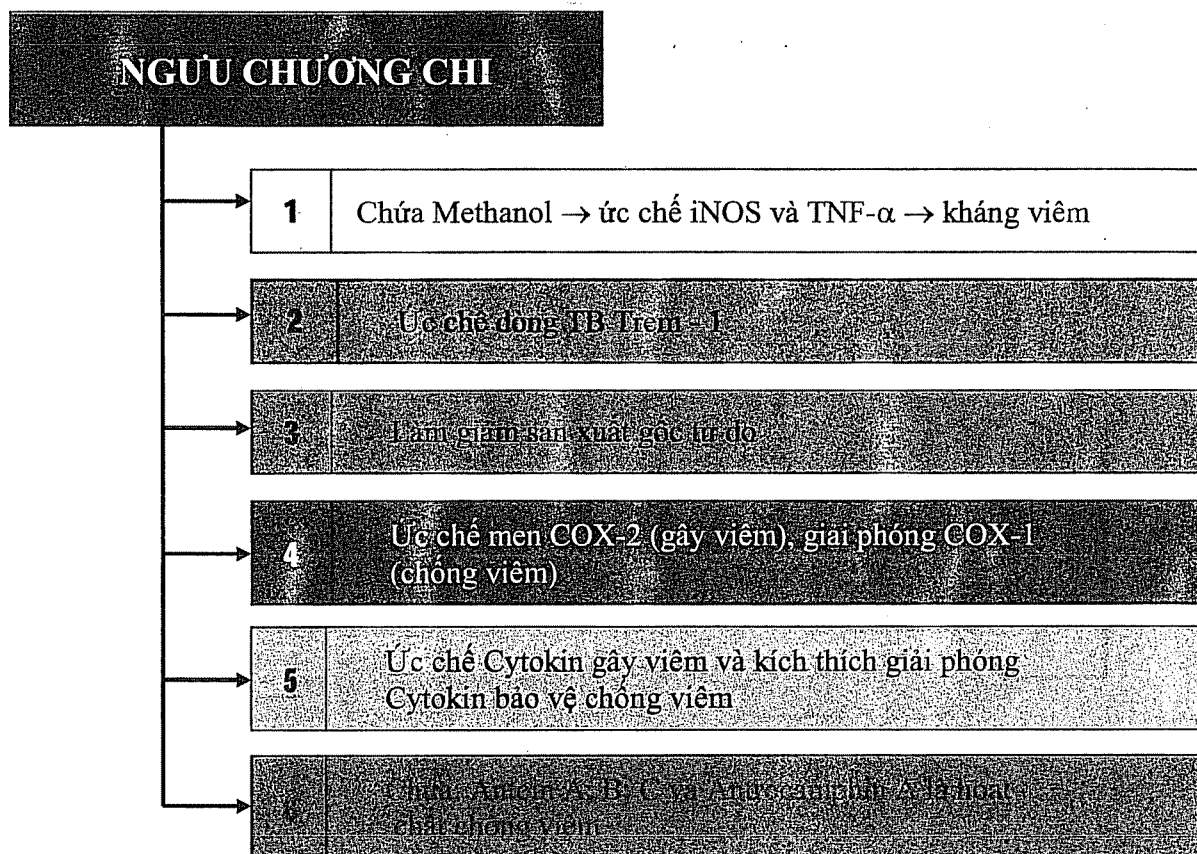 NGƯU CHƯƠNG CHI
1 Chứa Methanol → ức chế iNOS và TNF-α → kháng viêm
2 Ức chế dòng TB Trem - 1
3 Làm giảm sản xuất gốc tự do
4 Ức chế men COX-2 (gây viêm), giải phóng COX-1
(chống viêm)
5 Ức chế Cytokin gây viêm và kích thích giải phóng
Cytokin bảo vệ chống viêm
6 Chứa Antcin A, B, C và A là hoạt
chất chống viêm